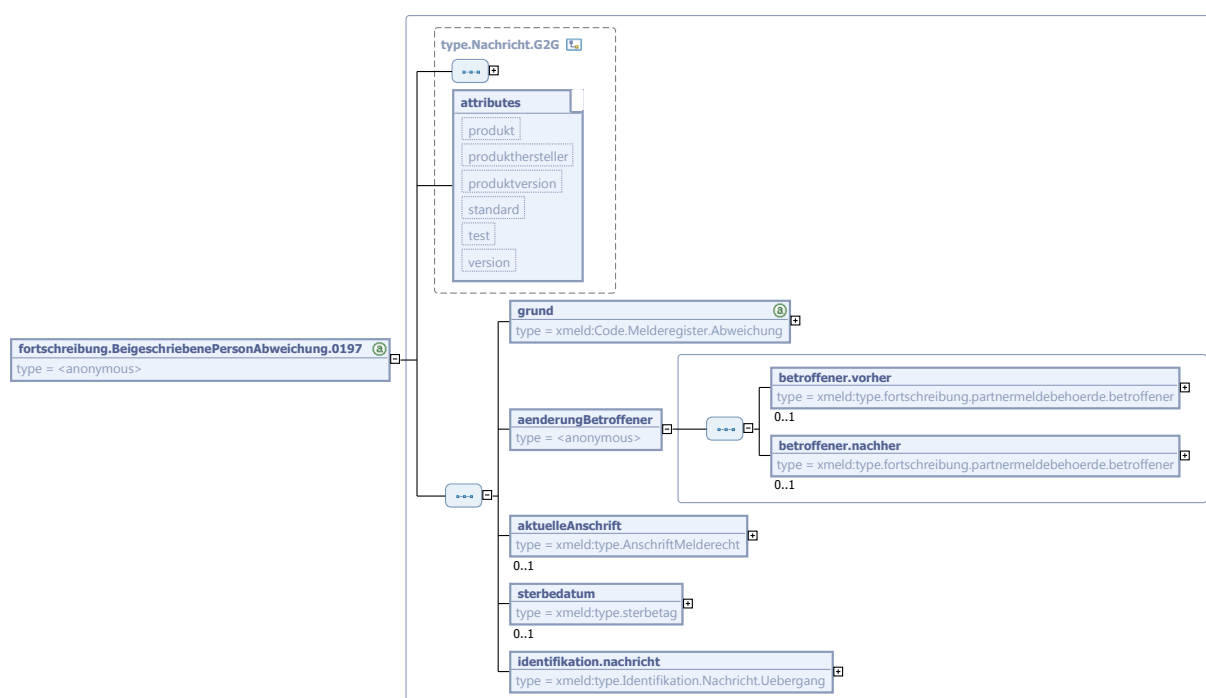 type.Nachricht.G2G
attributes
produkt
produkthersteller
produktversion
standard
test
version
fortschreibung.BeigeschriebenePersonAbweichung.0197 a
type = <anonymous>
grund a
type = xmeld:Code.Melderegister.Abweichung
aenderungBetroffener
type = <anonymous>
betroffener.vorher
type = xmeld:type.fortschreibung.partnermeldebehoerde.betroffener
0..1
betroffener.nachher
type = xmeld:type.fortschreibung.partnermeldebehoerde.betroffener
0..1
aktuelleAnschrift
type = xmeld:type.AnschriftMelderecht
0..1
sterbedatum
type = xmeld:type.sterbetag
0..1
identifikation.nachricht
type = xmeld:type.Identifikation.Nachricht.Uebergang